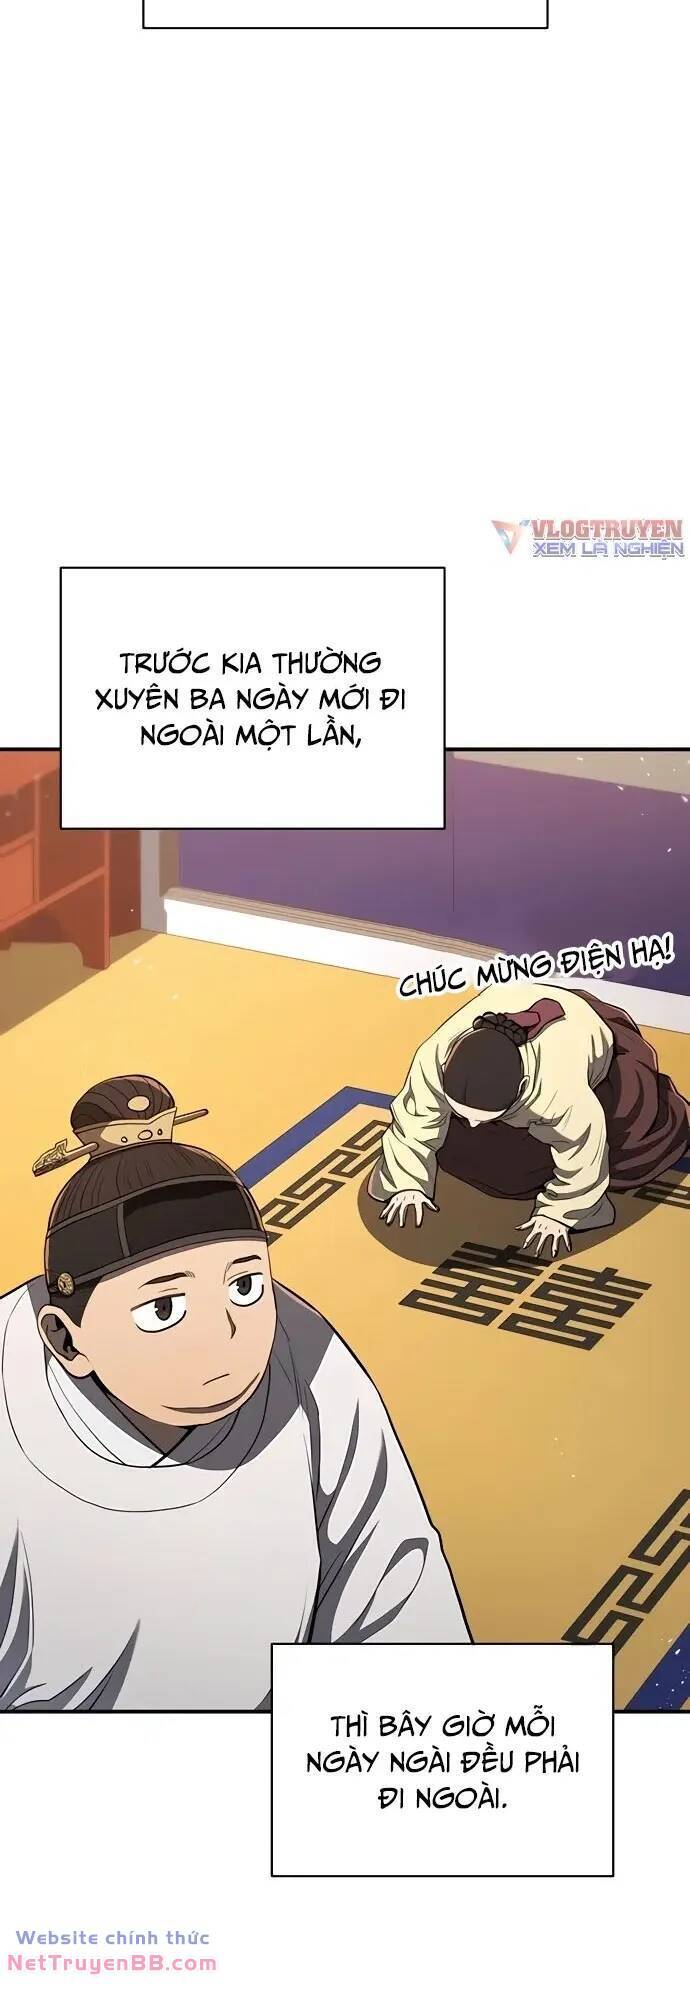 VLOGTRUYEN
XEM LÀ NGHIỆN
TRƯỚC KIA THƯỜNG
XUYÊN BA NGÀY MỚI ĐI
NGOÀI MỘT LẦN,
CHÚC MỪNG ĐIỆN HẠ!
囍
THÌ BÂY GIỜ MỖI
NGÀY NGÀI ĐỀU PHẢI
ĐI NGOÀI.
Website chính thức
NetTruyenBB.com